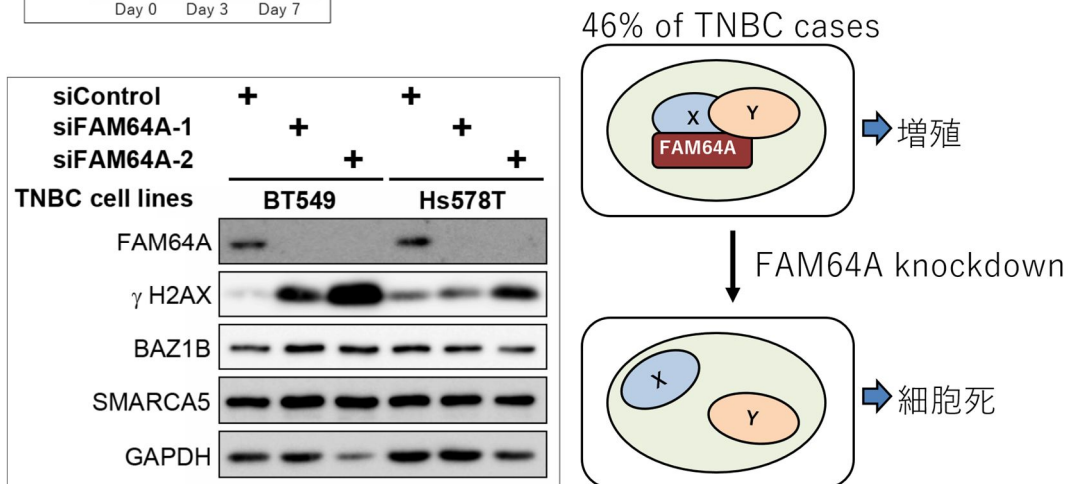 Day 0 Day 3 Day 7
siControl + +
siFAM64A-1 + +
siFAM64A-2 + +
TNBC cell lines BT549 Hs578T
FAM64A
γ H2AX
BAZ1B
SMARCA5
GAPDH
46% of TNBC cases
X Y
FAM64A
増殖
FAM64A knockdown
X
Y
細胞死